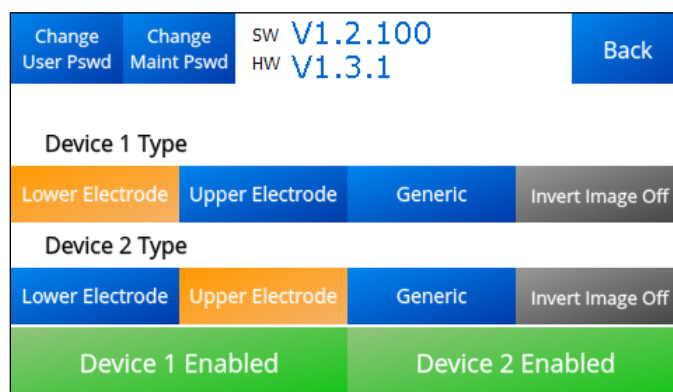 Change User Pswd
Change Maint Pswd
SW V1.2.100
HW V1.3.1
Back
Device 1 Type
Lower Electrode Upper Electrode Generic Invert Image Off
Device 2 Type
Lower Electrode Upper Electrode Generic Invert Image Off
Device 1 Enabled Device 2 Enabled